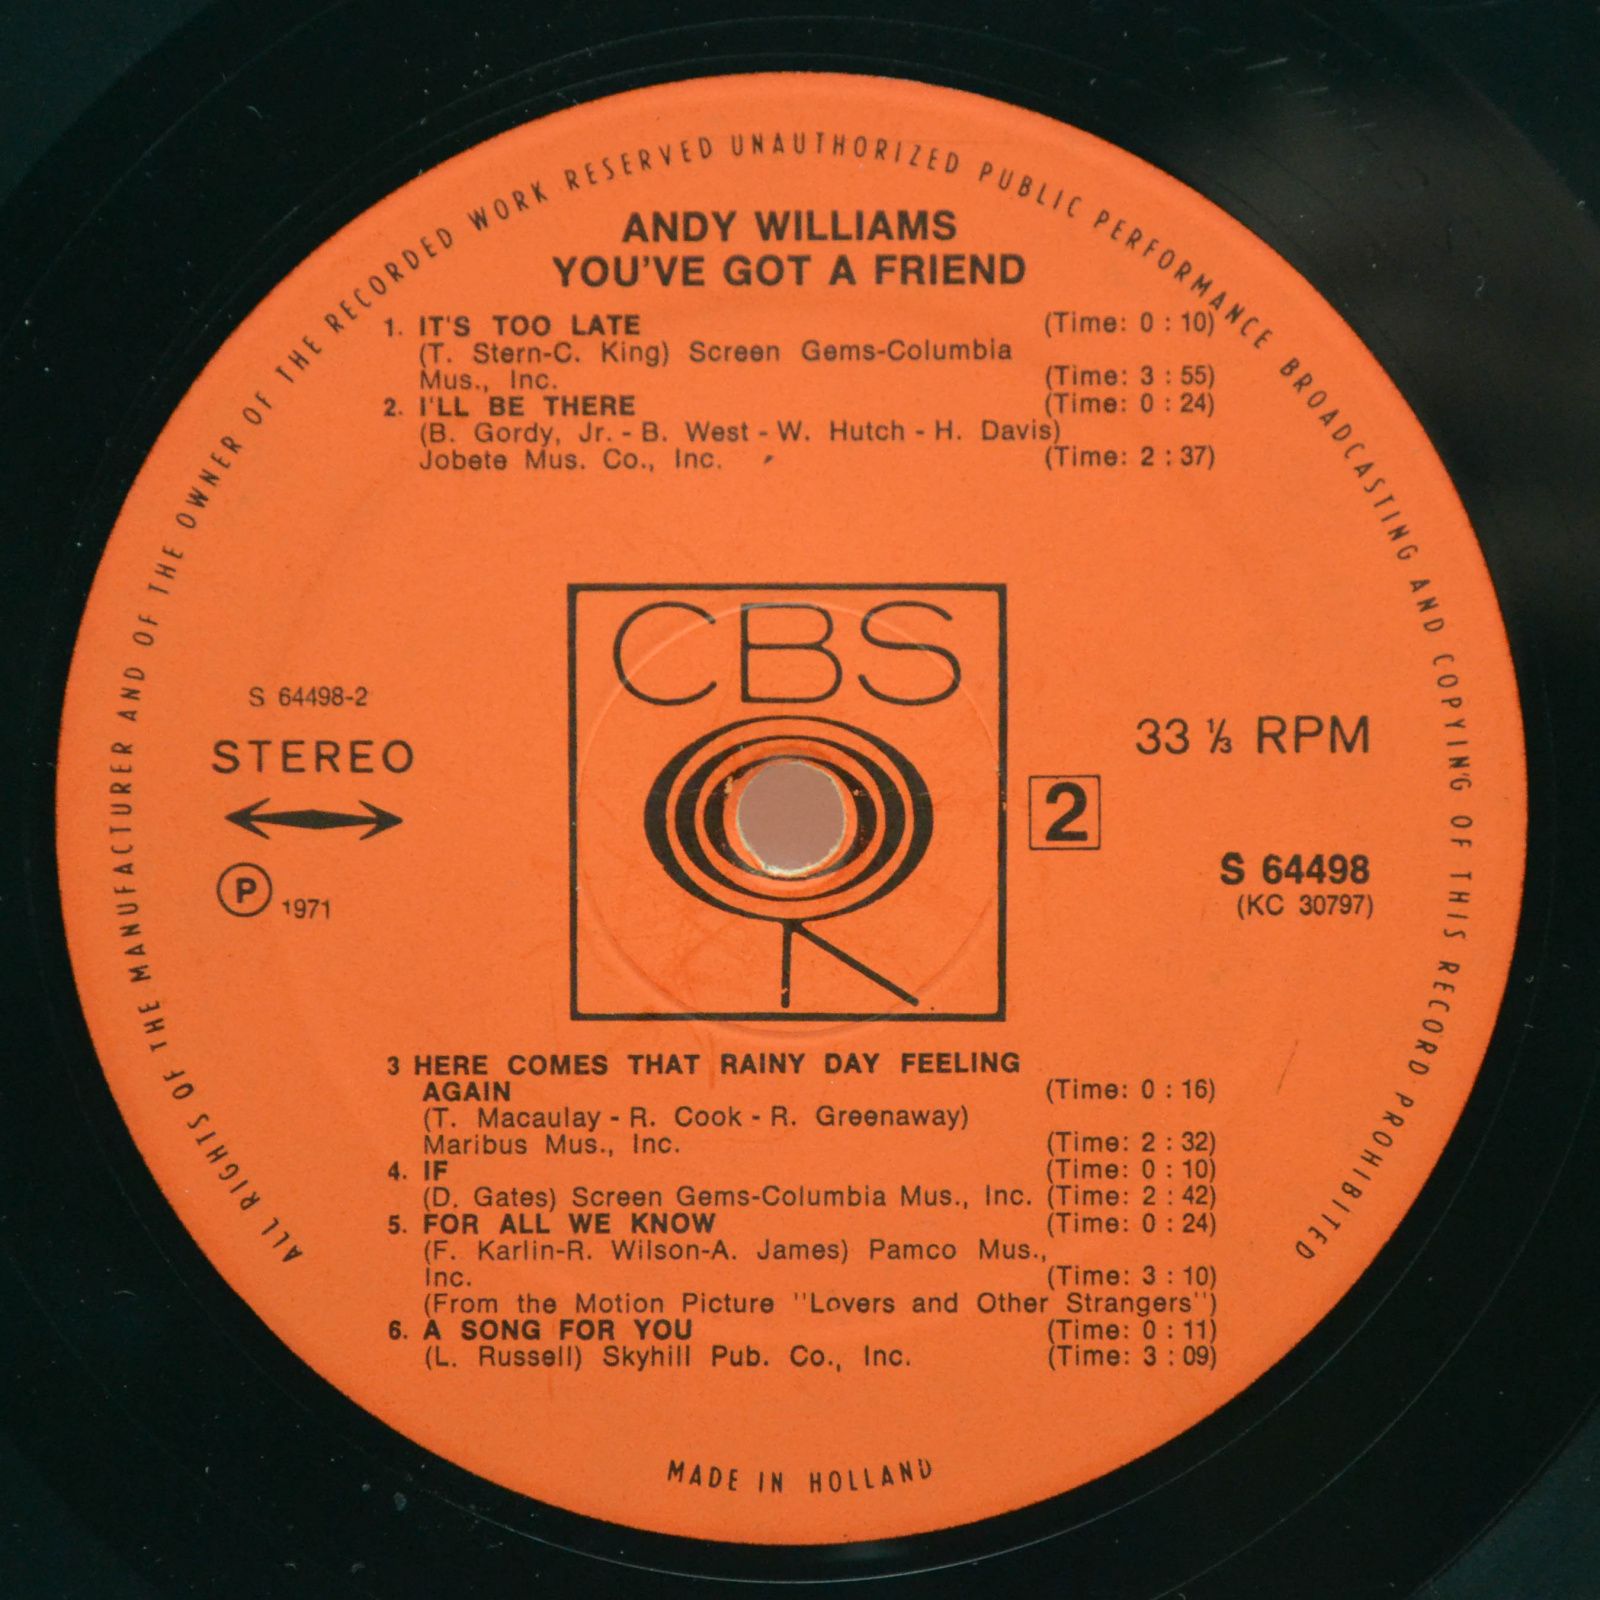 ALL RIGHTS OF THE MANUFACTURER AND OF THE OWNER OF THE RECORDED WORK RESERVED UNAUTHORIZED PUBLIC PERFORMANCE BROADCASTING AND COPYING OF THIS RECORD PROHIBITED
ANDY WILLIAMS
YOU'VE GOT A FRIEND
1. IT'S TOO LATE (Time: 0 : 10)
(T. Stern-C. King) Screen Gems-Columbia
Mus., Inc. (Time: 3 : 55)
2. I'LL BE THERE (Time: 0 : 24)
(B. Gordy, Jr. - B. West - W. Hutch - H. Davis)
Jobete Mus. Co., Inc. (Time: 2 : 37)
CBS
S 64498-2
STEREO
P 1971
33 ⅓ RPM
2
S 64498
(KC 30797)
3 HERE COMES THAT RAINY DAY FEELING
AGAIN (Time: 0 : 16)
(T. Macaulay - R. Cook - R. Greenaway)
Maribus Mus., Inc. (Time: 2 : 32)
4. IF (Time: 0 : 10)
(D. Gates) Screen Gems-Columbia Mus., Inc. (Time: 2 : 42)
5. FOR ALL WE KNOW (Time: 0 : 24)
(F. Karlin-R. Wilson-A. James) Pamco Mus.,
Inc. (Time: 3 : 10)
(From the Motion Picture "Lovers and Other Strangers")
6. A SONG FOR YOU (Time: 0 : 11)
(L. Russell) Skyhill Pub. Co., Inc. (Time: 3 : 09)
MADE IN HOLLAND